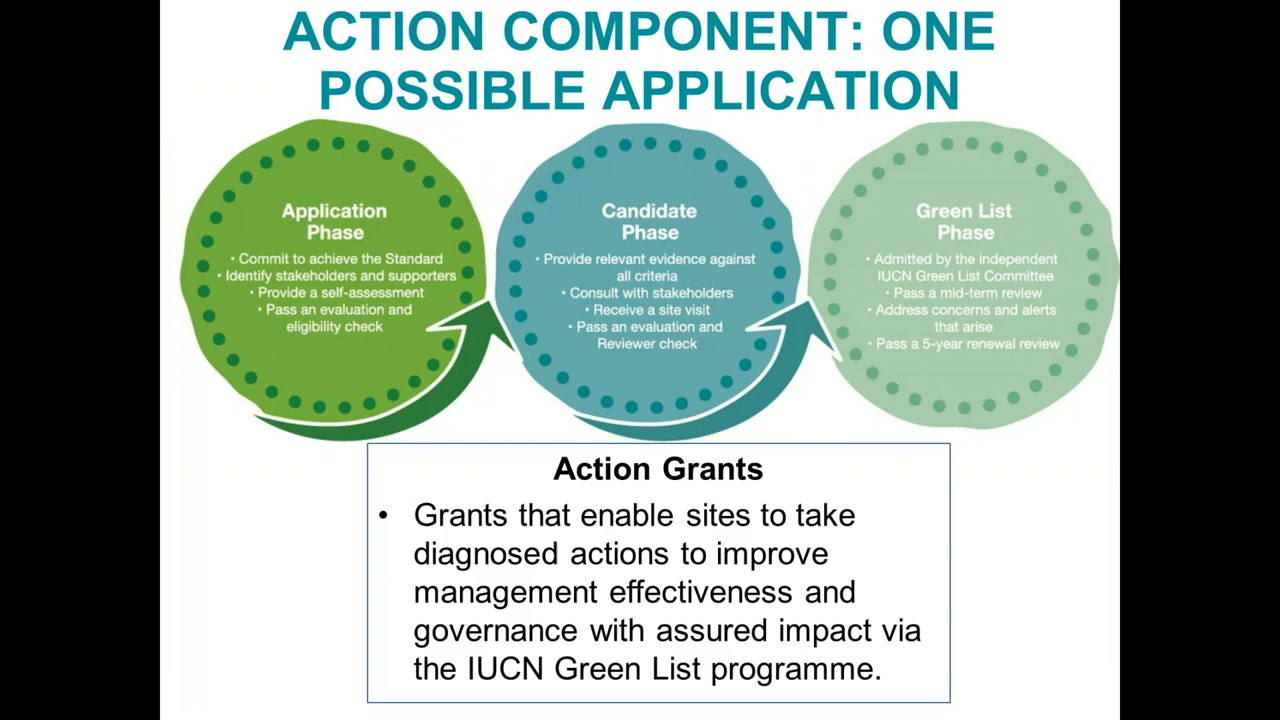 ACTION COMPONENT: ONE
POSSIBLE APPLICATION
Application
Phase
• Commit to achieve the Standard
• Identify stakeholders and supporters
• Provide a self-assessment
• Pass an evaluation and
eligibility check
Candidate
Phase
• Provide relevant evidence against
all criteria
• Consult with stakeholders
• Receive a site visit
• Pass an evaluation and
Reviewer check
Green List
Phase
• Admitted by the independent
IUCN Green List Committee
• Pass a mid-term review
• Address concerns and alerts
that arise
• Pass a 5-year renewal review
Action Grants
• Grants that enable sites to take
diagnosed actions to improve
management effectiveness and
governance with assured impact via
the IUCN Green List programme.